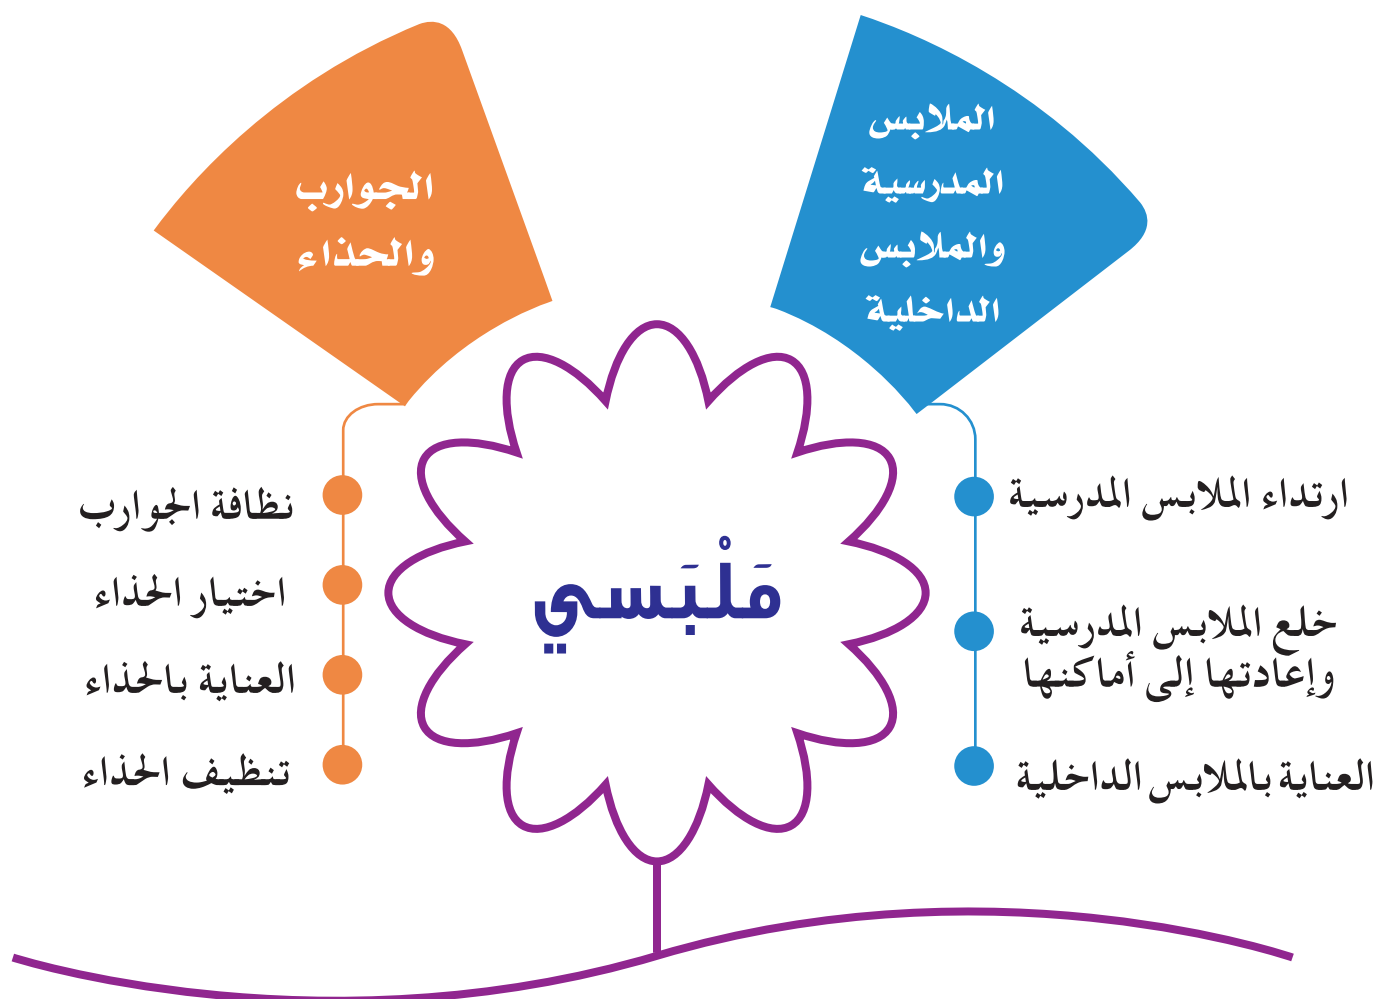 الملابس
المدرسية
والملابس
الداخلية
ارتداء الملابس المدرسية
خلع الملابس المدرسية
وإعادتها إلى أماكنها
العناية بالملابس الداخلية
مَلْبَسي
الجوارب
والحذاء
نظافة الجوارب
اختيار الحذاء
العناية بالحذاء
تنظيف الحذاء